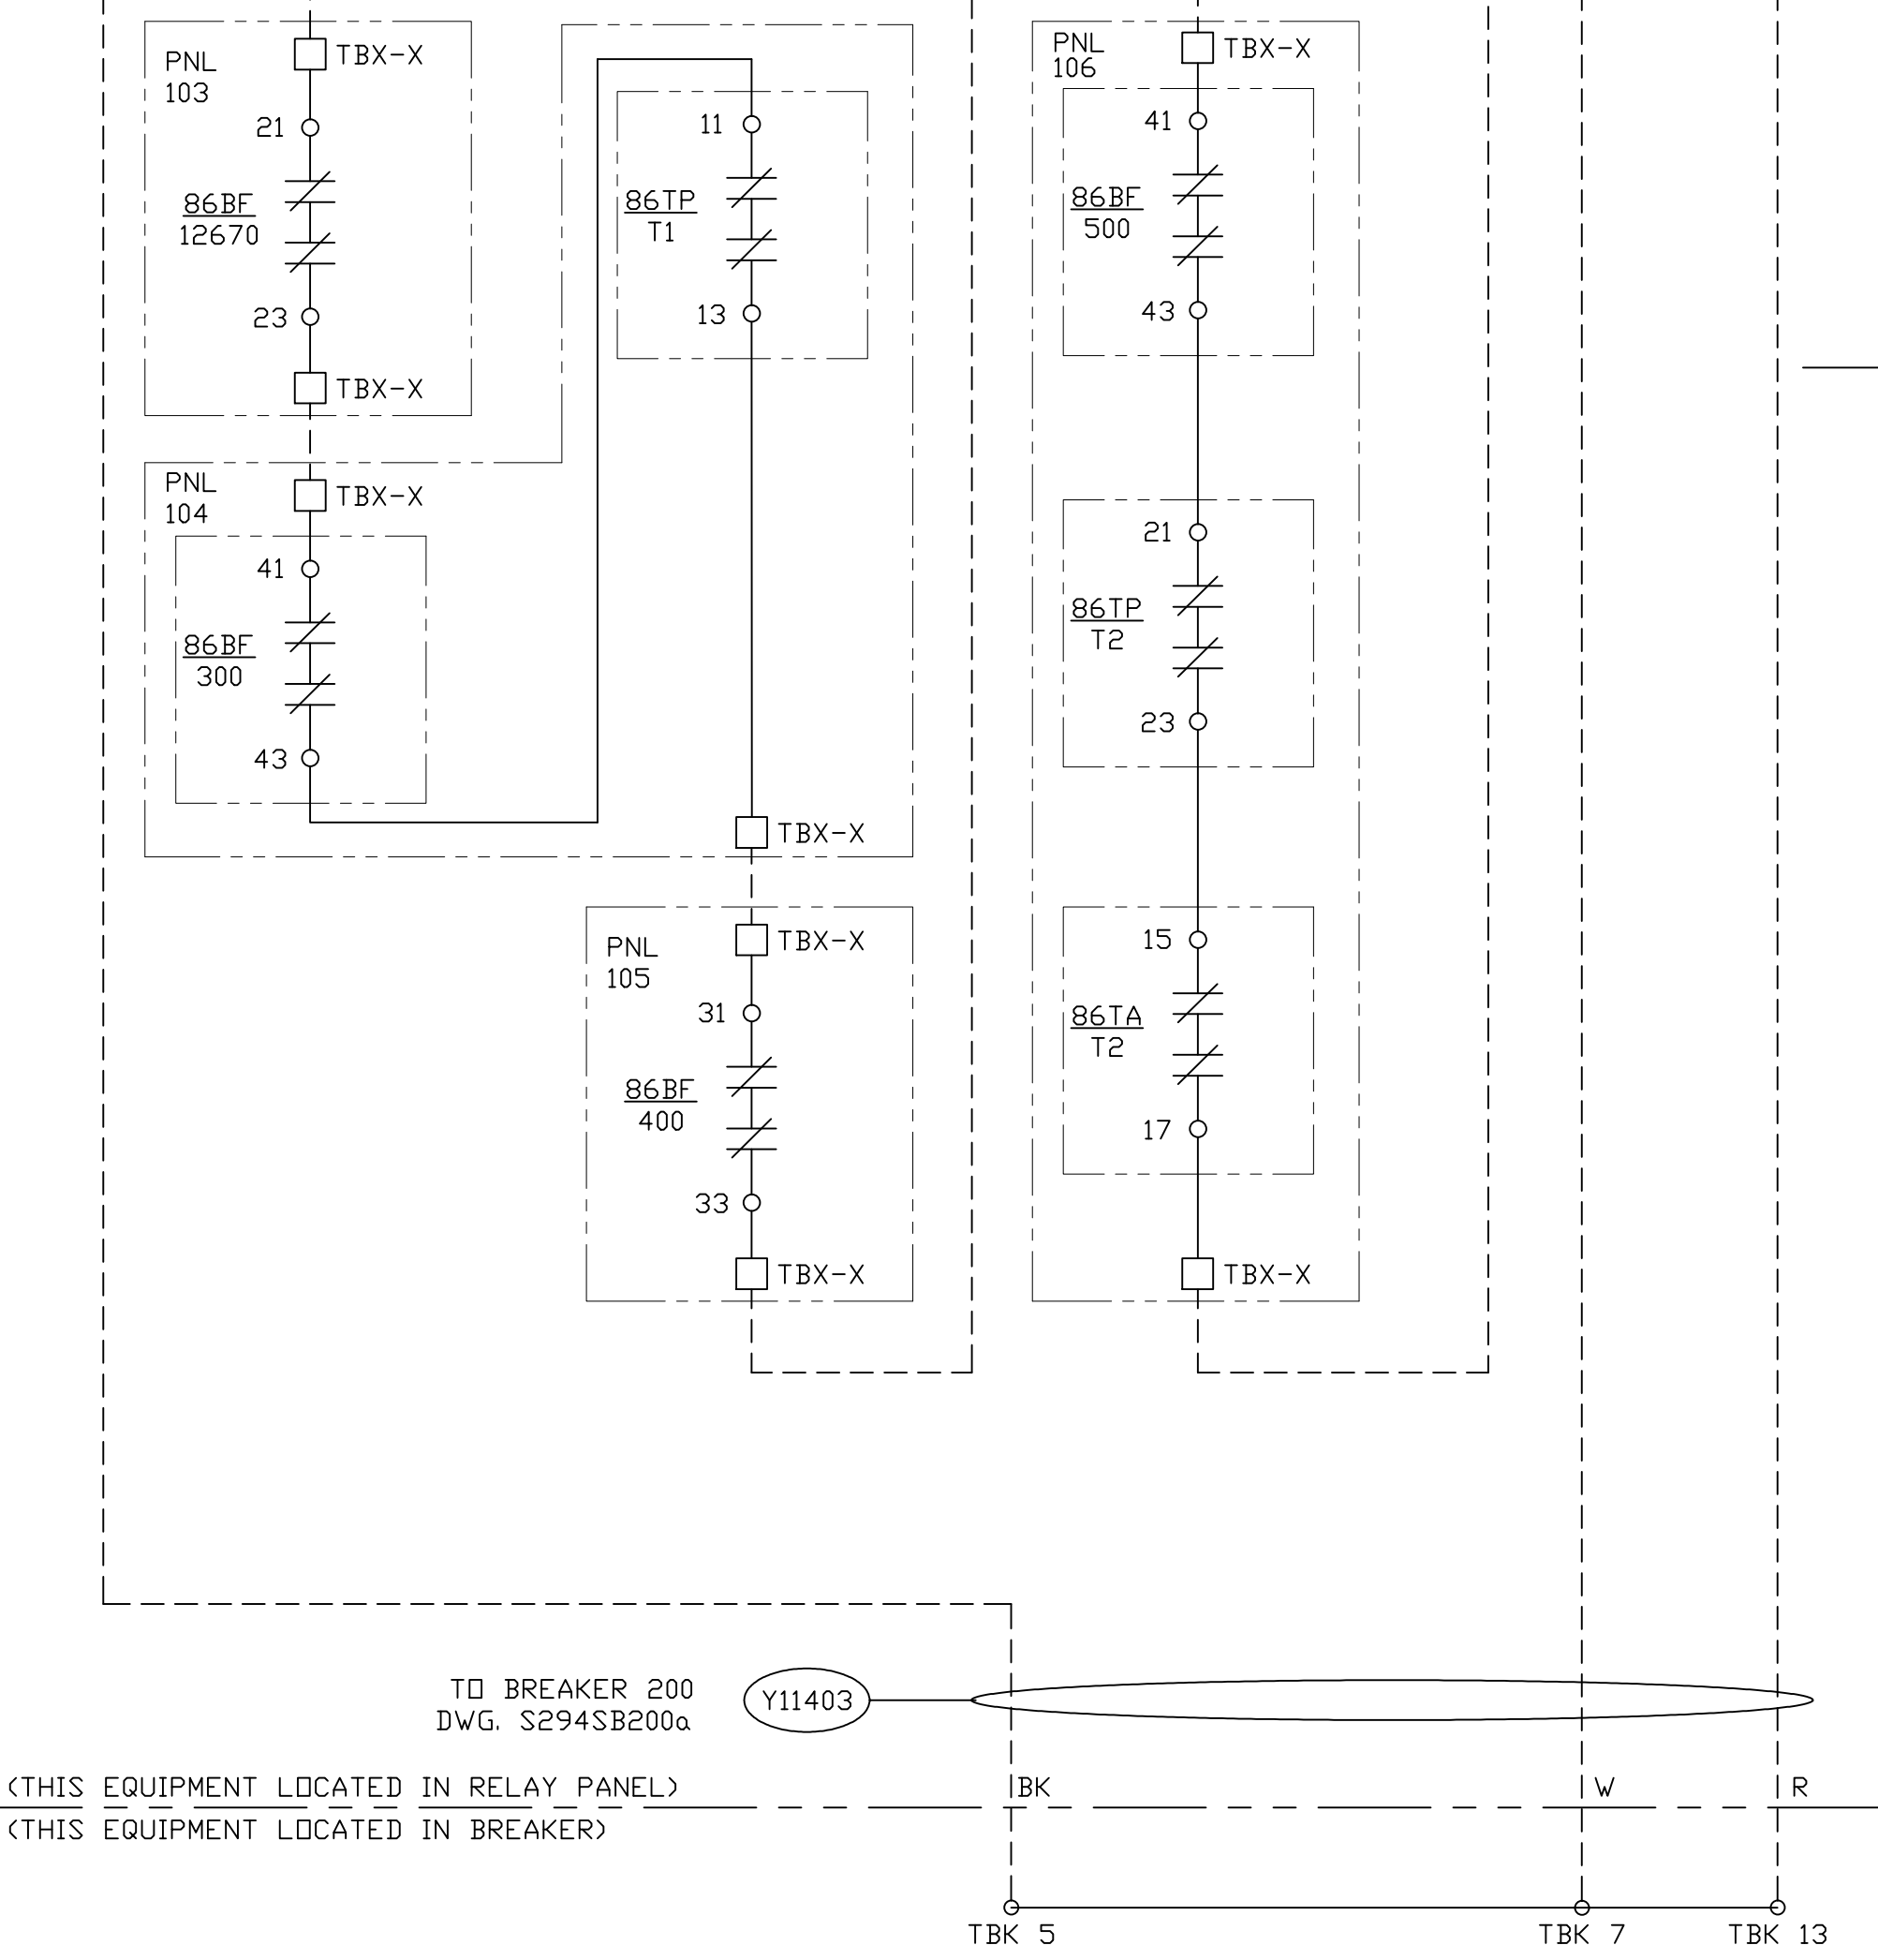 PNL
103
TBX-X
21
86BF
12670
23
TBX-X
PNL
104
TBX-X
41
86BF
300
43
11
86TP
T1
13
TBX-X
PNL
105
TBX-X
31
86BF
400
33
TBX-X
PNL
106
TBX-X
41
86BF
500
43
21
86TP
T2
23
15
86TA
T2
17
TBX-X
TO BREAKER 200
DWG. S294SB200a
Y11403
(THIS EQUIPMENT LOCATED IN RELAY PANEL)
(THIS EQUIPMENT LOCATED IN BREAKER)
BK
W
R
TBK 5
TBK 7
TBK 13